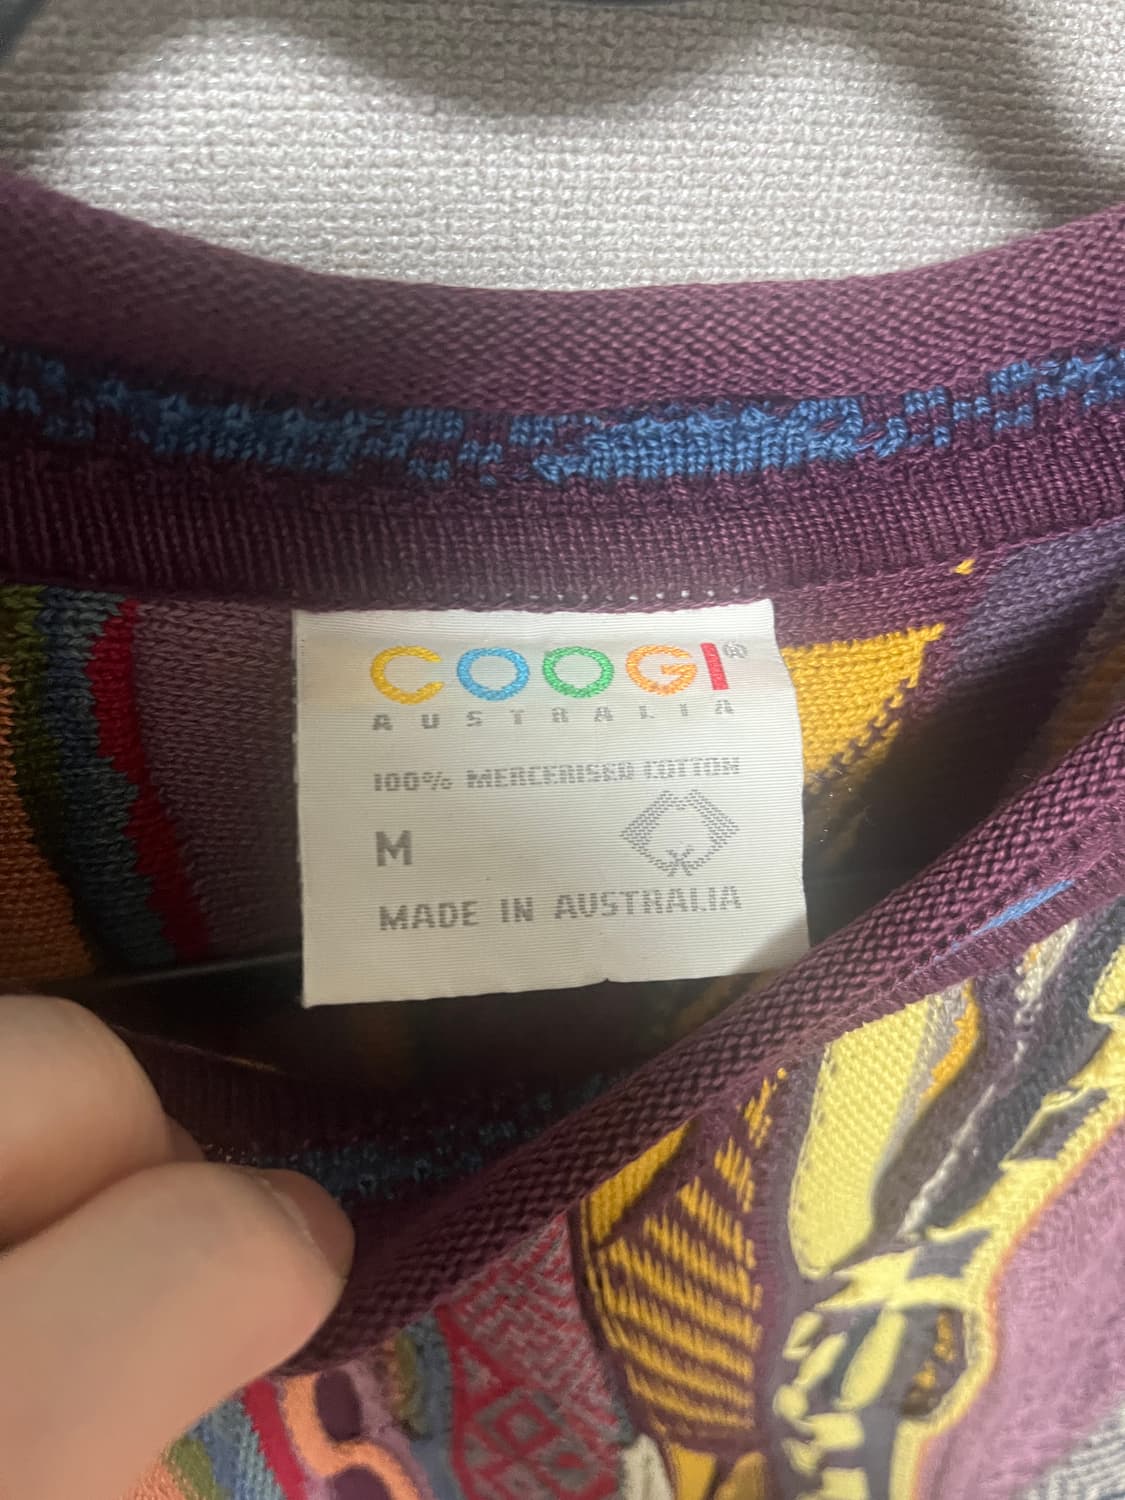 COOGI®
AUSTRALIA
100% MERCERISED COTTON
M
MADE IN AUSTRALIA